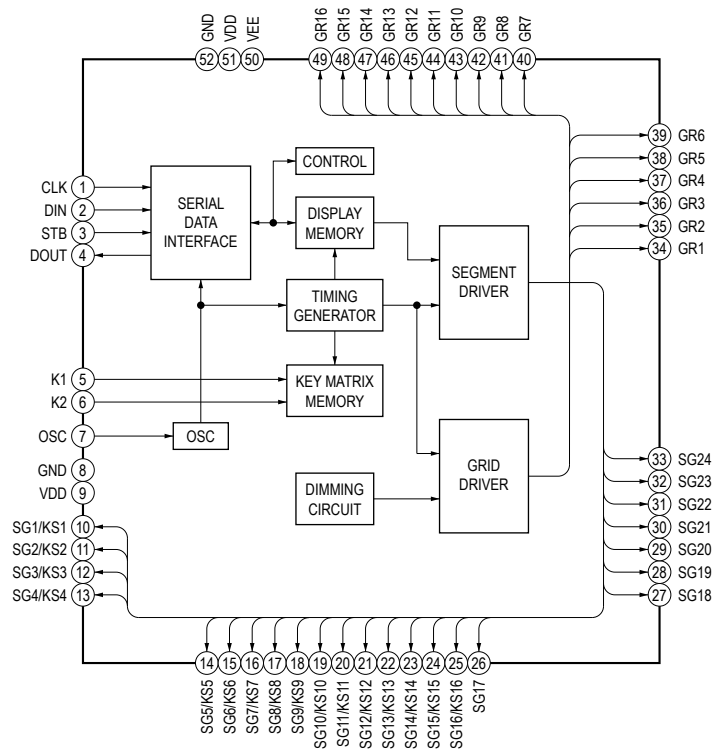 GND
VDD
VEE
GR16
GR15
GR14
GR13
GR12
GR11
GR10
GR9
GR8
GR7
52
51
50
49
48
47
46
45
44
43
42
41
40
39 GR6
38 GR5
37 GR4
36 GR3
35 GR2
34 GR1
CLK 1
DIN 2
STB 3
DOUT 4
SERIAL
DATA
INTERFACE
CONTROL
DISPLAY
MEMORY
TIMING
GENERATOR
KEY MATRIX
MEMORY
SEGMENT
DRIVER
K1 5
K2 6
OSC 7
OSC
GND 8
VDD 9
DIMMING
CIRCUIT
GRID
DRIVER
33 SG24
32 SG23
31 SG22
30 SG21
29 SG20
28 SG19
27 SG18
SG1/KS1 10
SG2/KS2 11
SG3/KS3 12
SG4/KS4 13
14
15
16
17
18
19
20
21
22
23
24
25
26
SG5/KS5
SG6/KS6
SG7/KS7
SG8/KS8
SG9/KS9
SG10/KS10
SG11/KS11
SG12/KS12
SG13/KS13
SG14/KS14
SG15/KS15
SG16/KS16
SG17